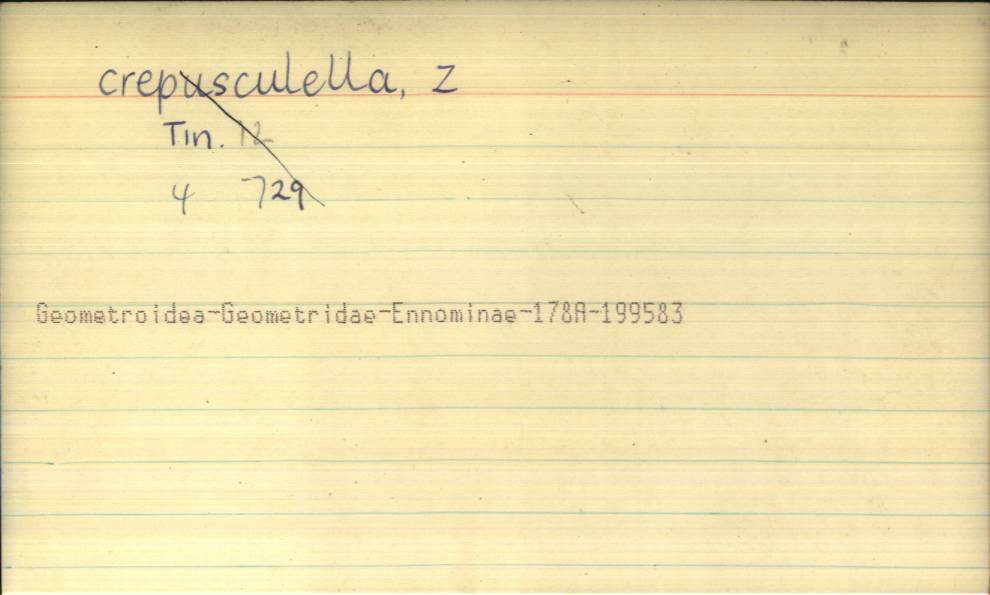 crepusculella, Z
Tin. 12
4 729
Geometroidea-Geometridae-Ennominae-178A-199583